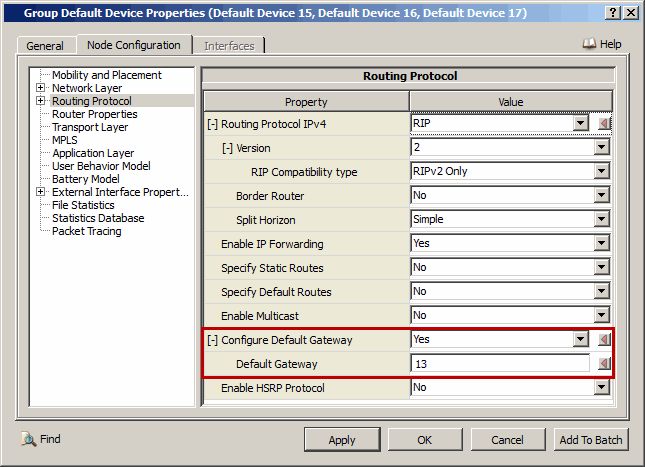 Group Default Device Properties (Default Device 15, Default Device 16, Default Device 17)
General
Node Configuration
Interfaces
Help
Mobility and Placement
Network Layer
Routing Protocol
Router Properties
Transport Layer
MPLS
Application Layer
User Behavior Model
Battery Model
External Interface Propert...
File Statistics
Statistics Database
Packet Tracing
Routing Protocol
Property Value
[-] Routing Protocol IPv4 RIP
[-] Version 2
RIP Compatibility type RIPv2 Only
Border Router No
Split Horizon Simple
Enable IP Forwarding Yes
Specify Static Routes No
Specify Default Routes No
Enable Multicast No
[-] Configure Default Gateway Yes
Default Gateway 13
Enable HSRP Protocol No
Find
Apply
OK
Cancel
Add To Batch